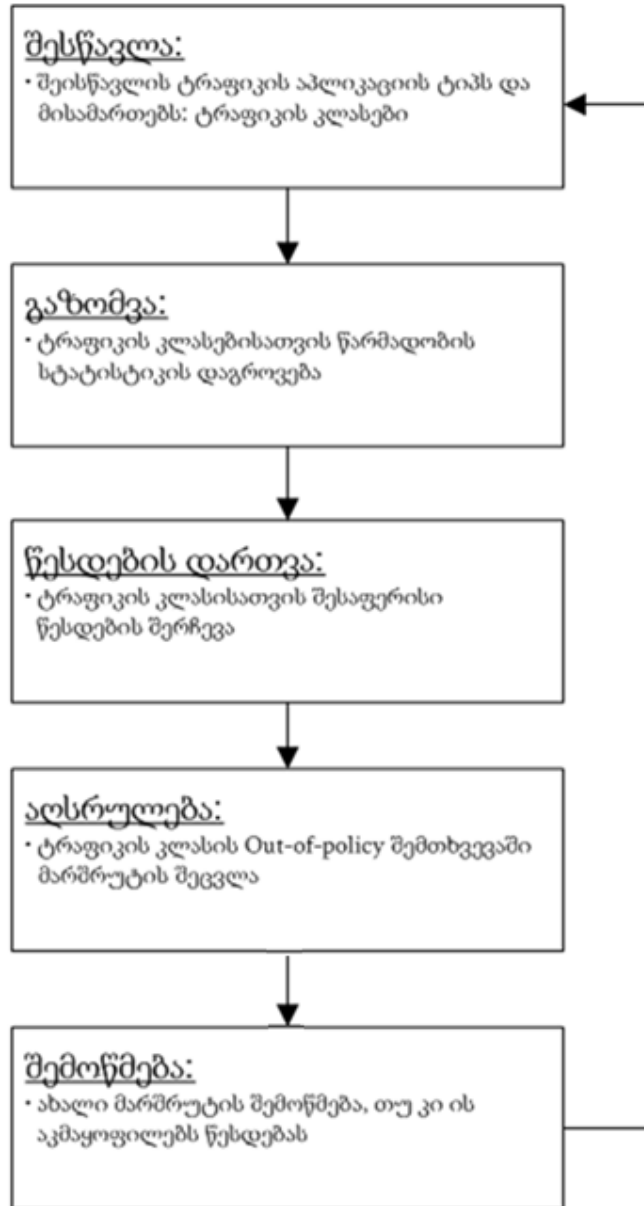 შესწავლა:
· შეისწავლის ტრაფიკის აპლიკაციის ტიპს და
მისამართებს: ტრაფიკის კლასები
გაზომვა:
· ტრაფიკის კლასებისათვის წარმადობის
სტატისტიკის დაგროვება
წესდების დართვა:
· ტრაფიკის კლასისათვის შესაფერისი
წესდების შერჩევა
აღსრულება:
· ტრაფიკის კლასის Out-of-policy შემთხვევაში
მარშრუტის შეცვლა
შემოწმება:
· ახალი მარშრუტის შემოწმება, თუ კი ის
აკმაყოფილებს წესდებას